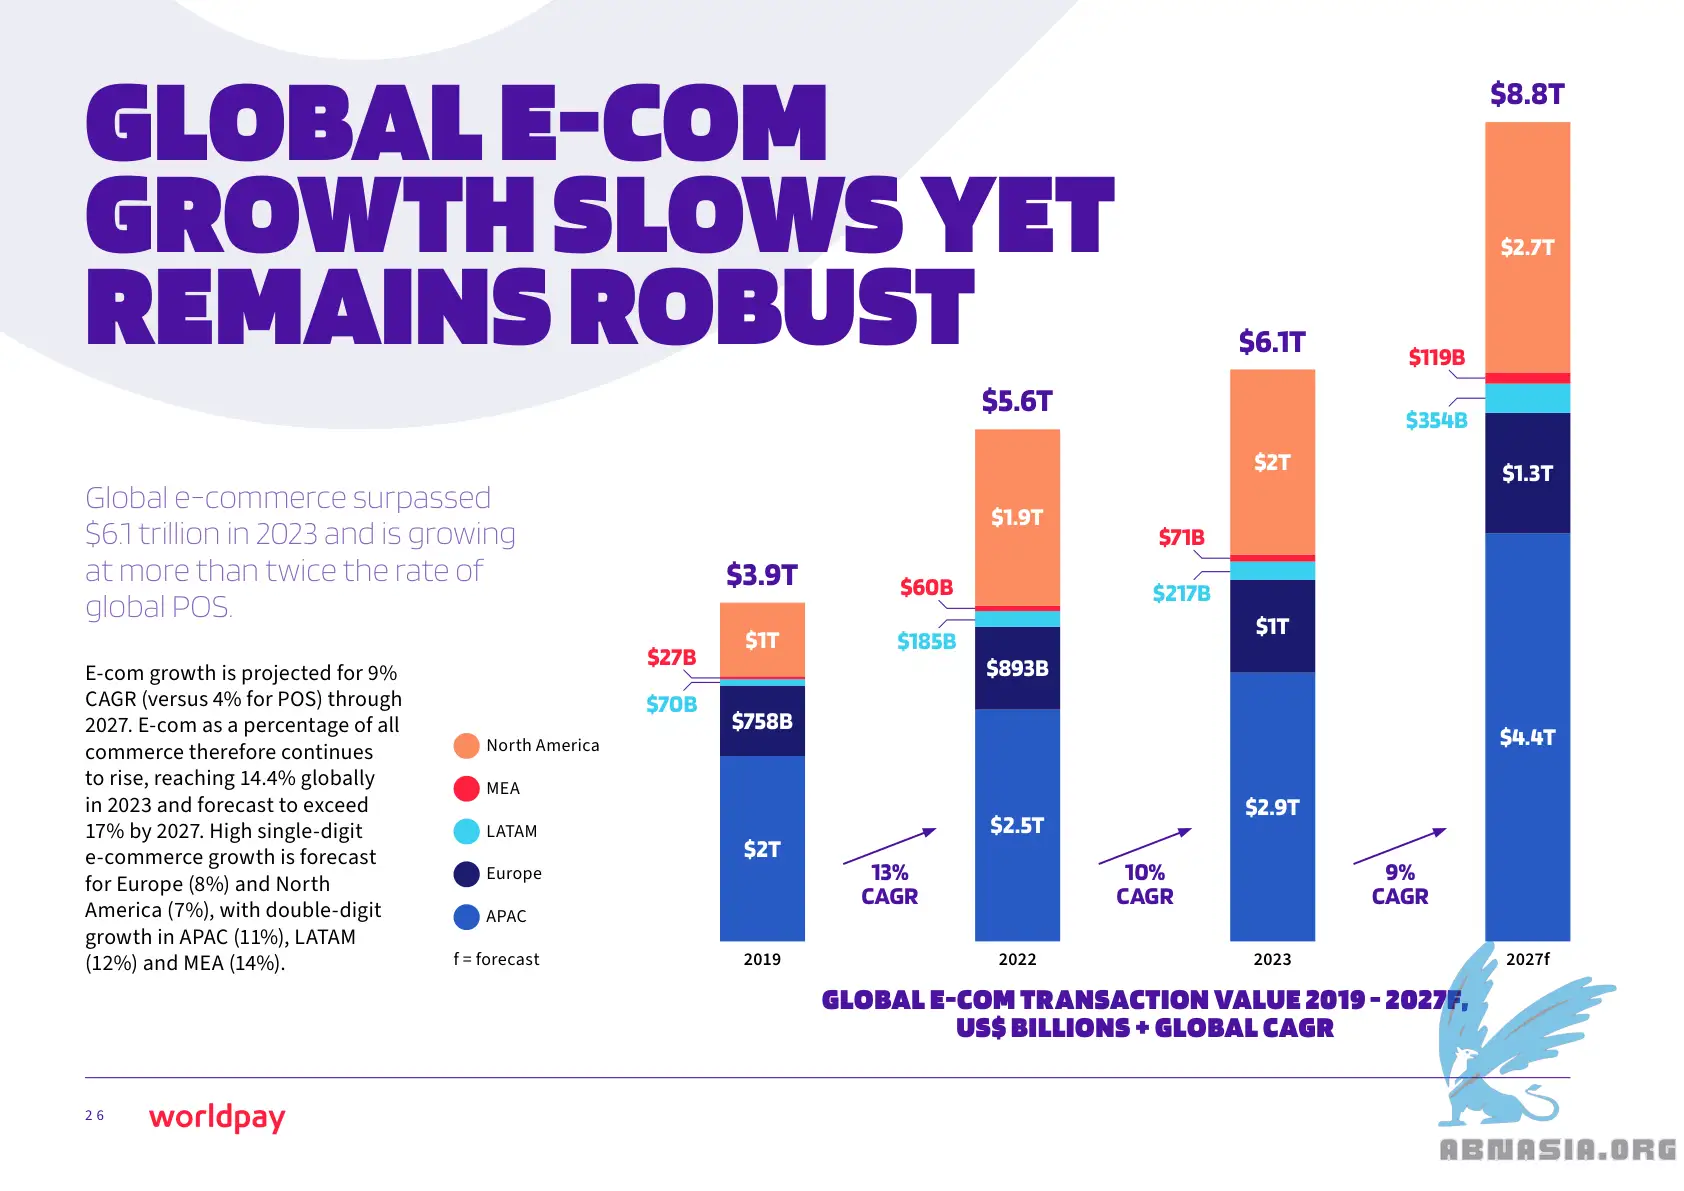 GLOBAL E-COM
GROWTH SLOWS YET
REMAINS ROBUST
Global e-commerce surpassed
$6.1 trillion in 2023 and is growing
at more than twice the rate of
global POS.
E-com growth is projected for 9%
CAGR (versus 4% for POS) through
2027. E-com as a percentage of all
commerce therefore continues
to rise, reaching 14.4% globally
in 2023 and forecast to exceed
17% by 2027. High single-digit
e-commerce growth is forecast
for Europe (8%) and North
America (7%), with double-digit
growth in APAC (11%), LATAM
(12%) and MEA (14%).
North America
MEA
LATAM
Europe
APAC
f = forecast
$3.9T
$1T
$27B
$70B
$758B
$2T
2019
13%
CAGR
$5.6T
$1.9T
$60B
$185B
$893B
$2.5T
2022
10%
CAGR
$6.1T
$2T
$71B
$217B
$1T
$2.9T
2023
9%
CAGR
$8.8T
$2.7T
$119B
$354B
$1.3T
$4.4T
2027f
GLOBAL E-COM TRANSACTION VALUE 2019 - 2027F,
US$ BILLIONS + GLOBAL CAGR
26
worldpay
ABNASIA.ORG